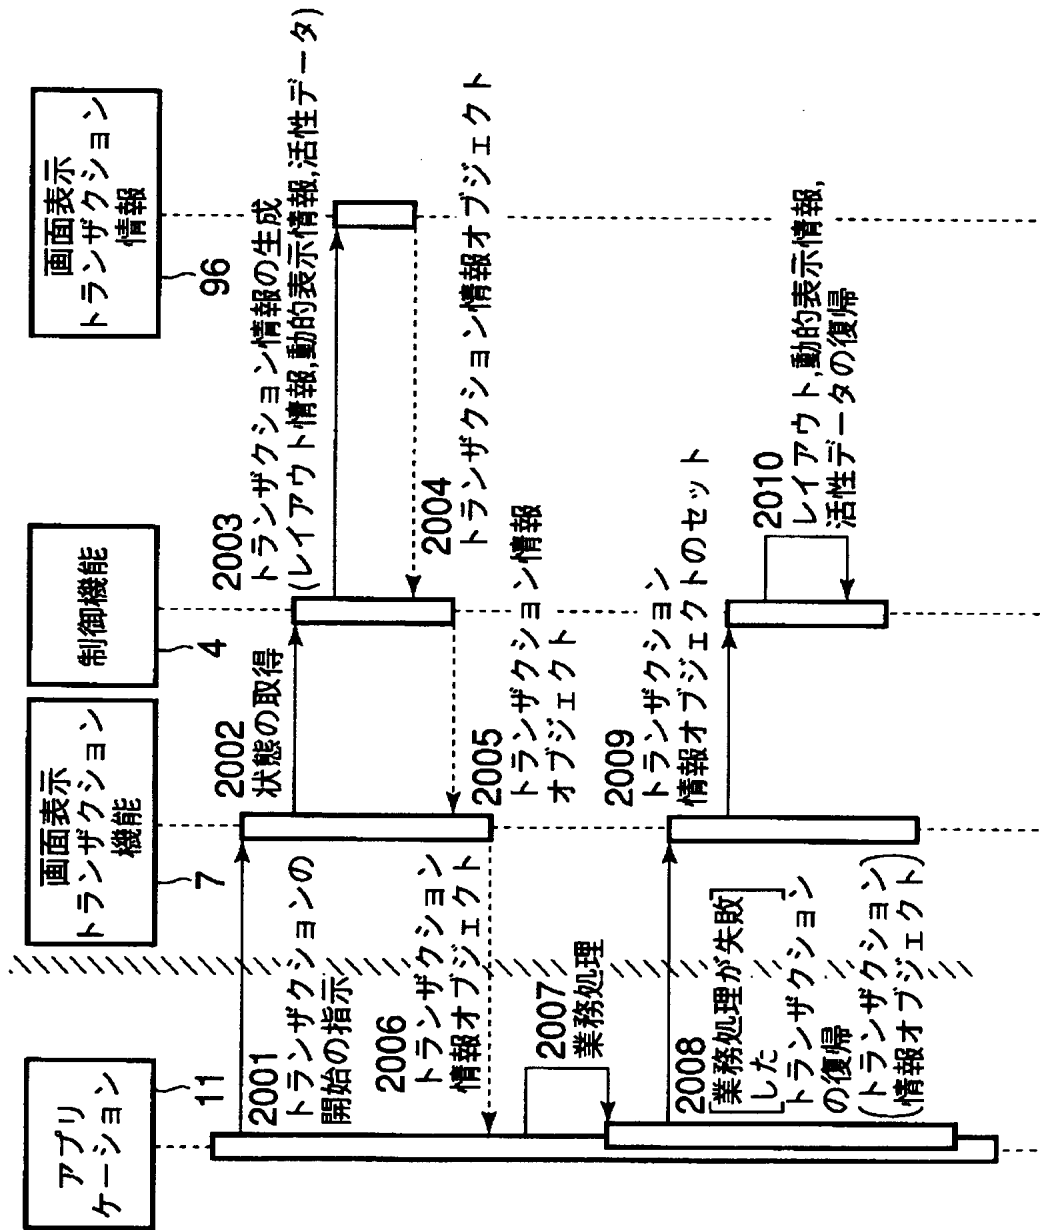 アプリ
ケーション
11
画面表示
トランザクション
機能
7
制御機能
4
画面表示
トランザクション
情報
96
2001
トランザクションの
開始の指示
2002
状態の取得
2003
トランザクション情報の生成
(レイアウト情報,動的表示情報,活性データ)
2004
トランザクション情報オブジェクト
2005
トランザクション情報
オブジェクト
2006
トランザクション
情報オブジェクト
2007
業務処理
2008
[業務処理が失敗
した]
トランザクション
の復帰
(トランザクション
情報オブジェクト)
2009
トランザクション
情報オブジェクトのセット
2010
レイアウト,動的表示情報,
活性データの復帰